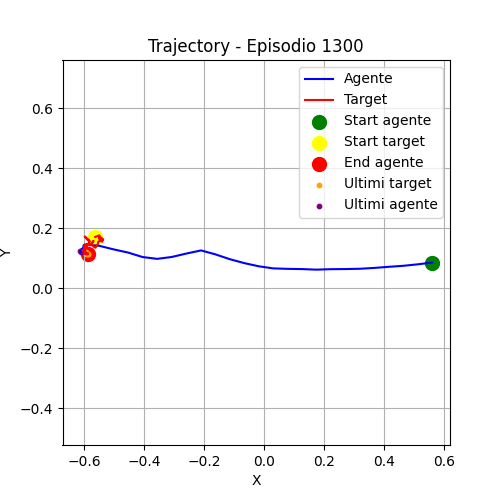 Trajectory - Episodio 1300
Agente
Target
Start agente
Start target
End agente
Ultimi target
Ultimi agente
Y
0.6
0.4
0.2
0.0
−0.2
−0.4
−0.6
−0.4
−0.2
0.0
0.2
0.4
0.6
X